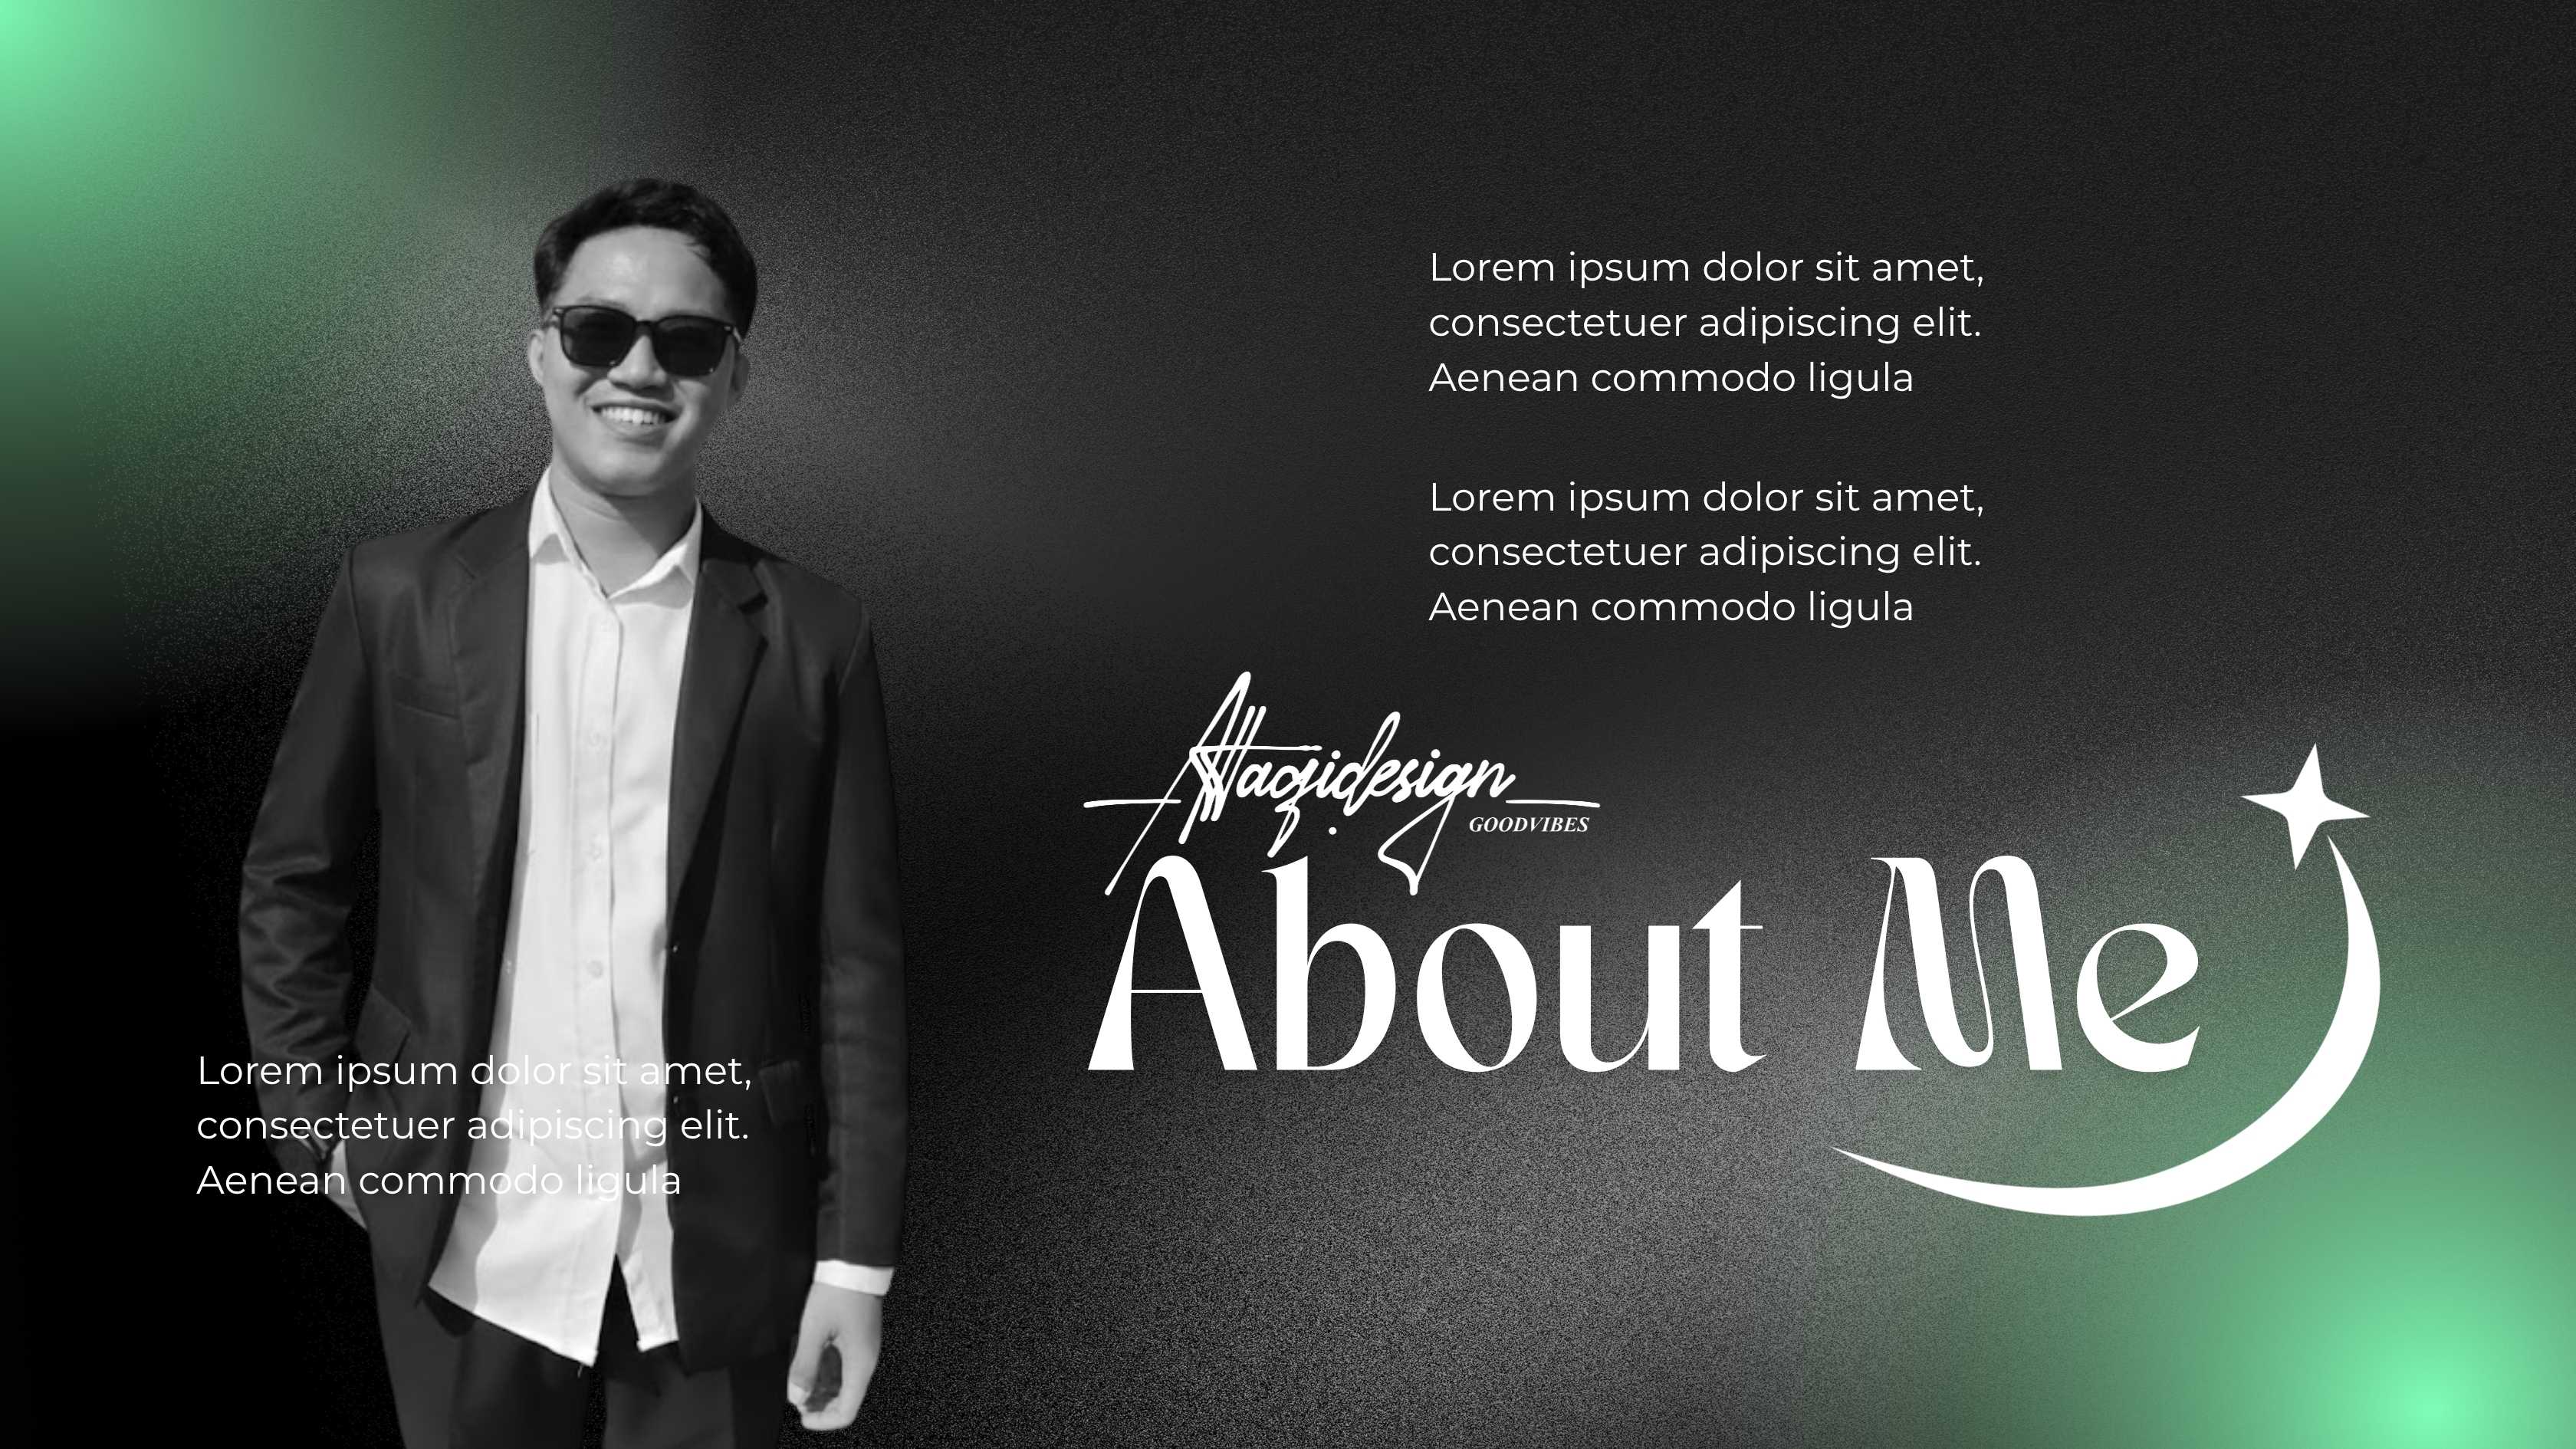 Lorem ipsum dolor sit amet,
consectetuer adipiscing elit.
Aenean commodo ligula
Lorem ipsum dolor sit amet,
consectetuer adipiscing elit.
Aenean commodo ligula
Attaqidesign
GOODVIBES
About Me
Lorem ipsum dolor sit amet,
consectetuer adipiscing elit.
Aenean commodo ligula